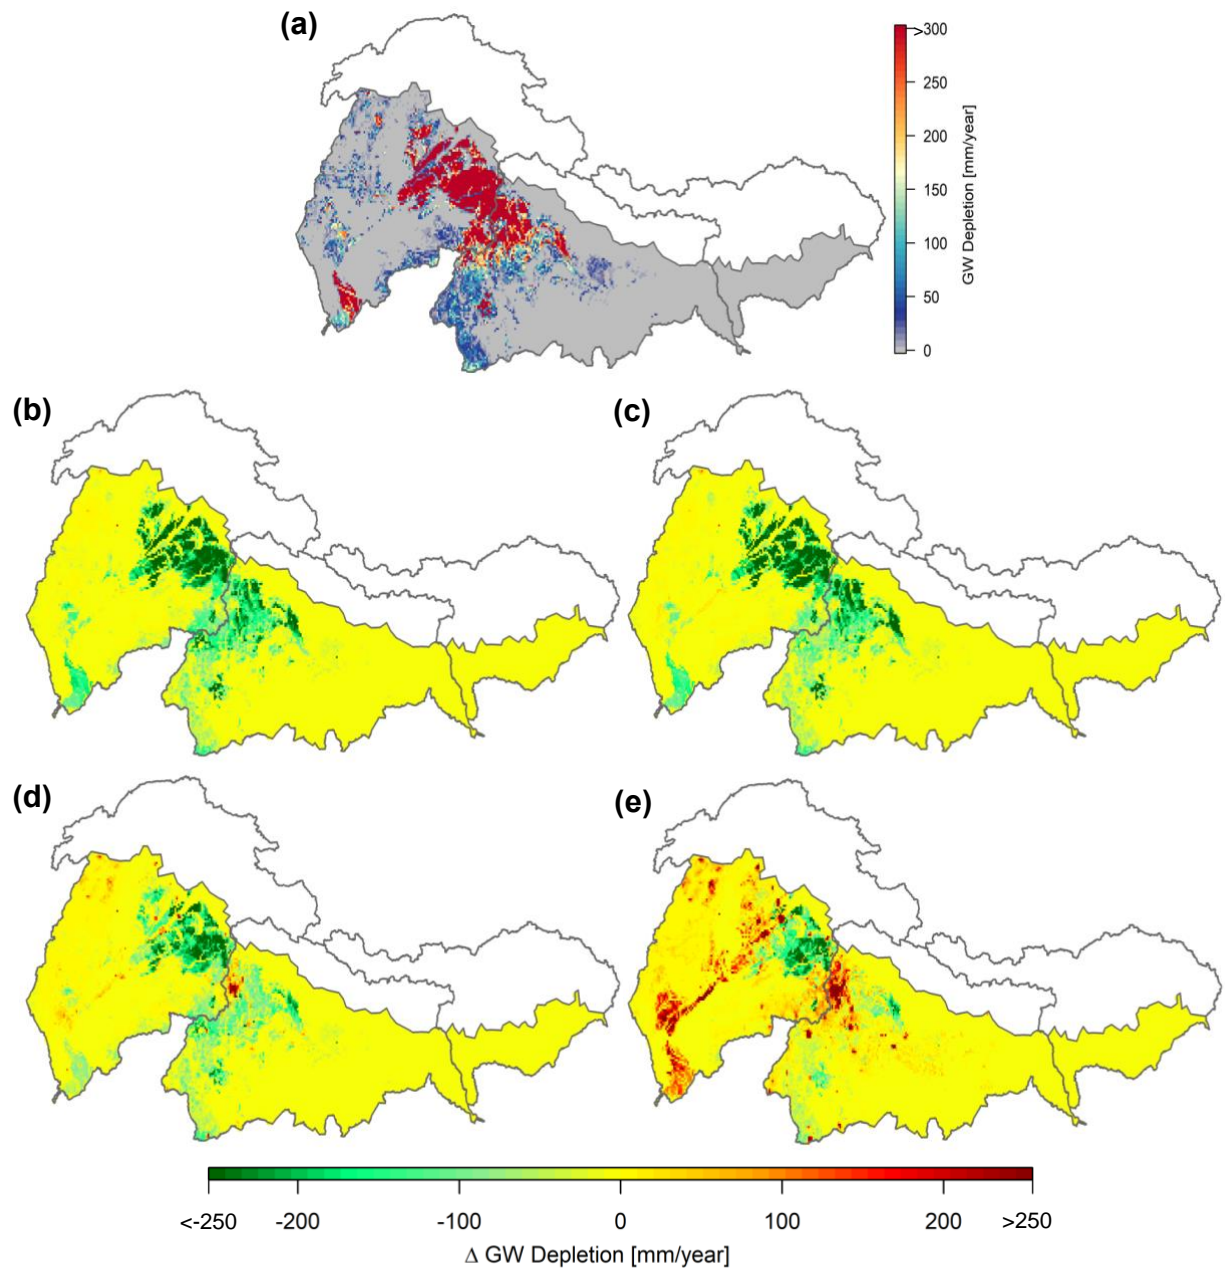 (a)
>300
250
200
150
100
50
0
GW Depletion [mm/year]
(b)
(c)
(d)
(e)
<-250 -200 -100 0 100 200 >250
Δ GW Depletion [mm/year]